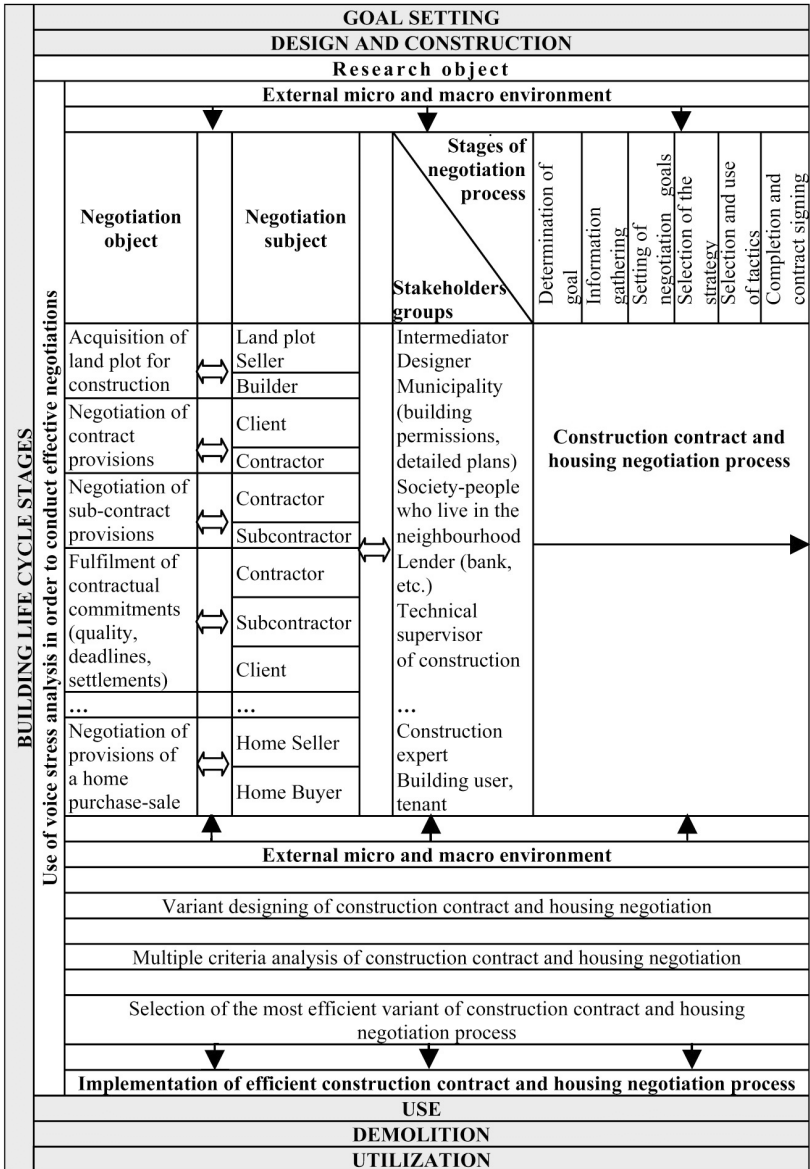 GOAL SETTING
DESIGN AND CONSTRUCTION
Research object
External micro and macro environment
BUILDING LIFE CYCLE STAGES
Use of voice stress analysis in order to conduct effective negotiations
Negotiation
object
Negotiation
subject
Stages of
negotiation
process
Stakeholders
groups
Determination of
goal
Information
gathering
Setting of
negotiation goals
Selection of the
strategy
Selection and use
of tactics
Completion and
contract signing
Acquisition of
land plot for
construction
Land plot
Seller
Builder
Negotiation of
contract
provisions
Client
Contractor
Negotiation of
sub-contract
provisions
Contractor
Subcontractor
Fulfilment of
contractual
commitments
(quality,
deadlines,
settlements)
Contractor
Subcontractor
Client
...
...
Negotiation of
provisions of
a home
purchase-sale
Home Seller
Home Buyer
Intermediator
Designer
Municipality
(building
permissions,
detailed plans)
Society-people
who live in the
neighbourhood
Lender (bank,
etc.)
Technical
supervisor
of construction
...
Construction
expert
Building user,
tenant
Construction contract and
housing negotiation process
External micro and macro environment
Variant designing of construction contract and housing negotiation
Multiple criteria analysis of construction contract and housing negotiation
Selection of the most efficient variant of construction contract and housing
negotiation process
Implementation of efficient construction contract and housing negotiation process
USE
DEMOLITION
UTILIZATION